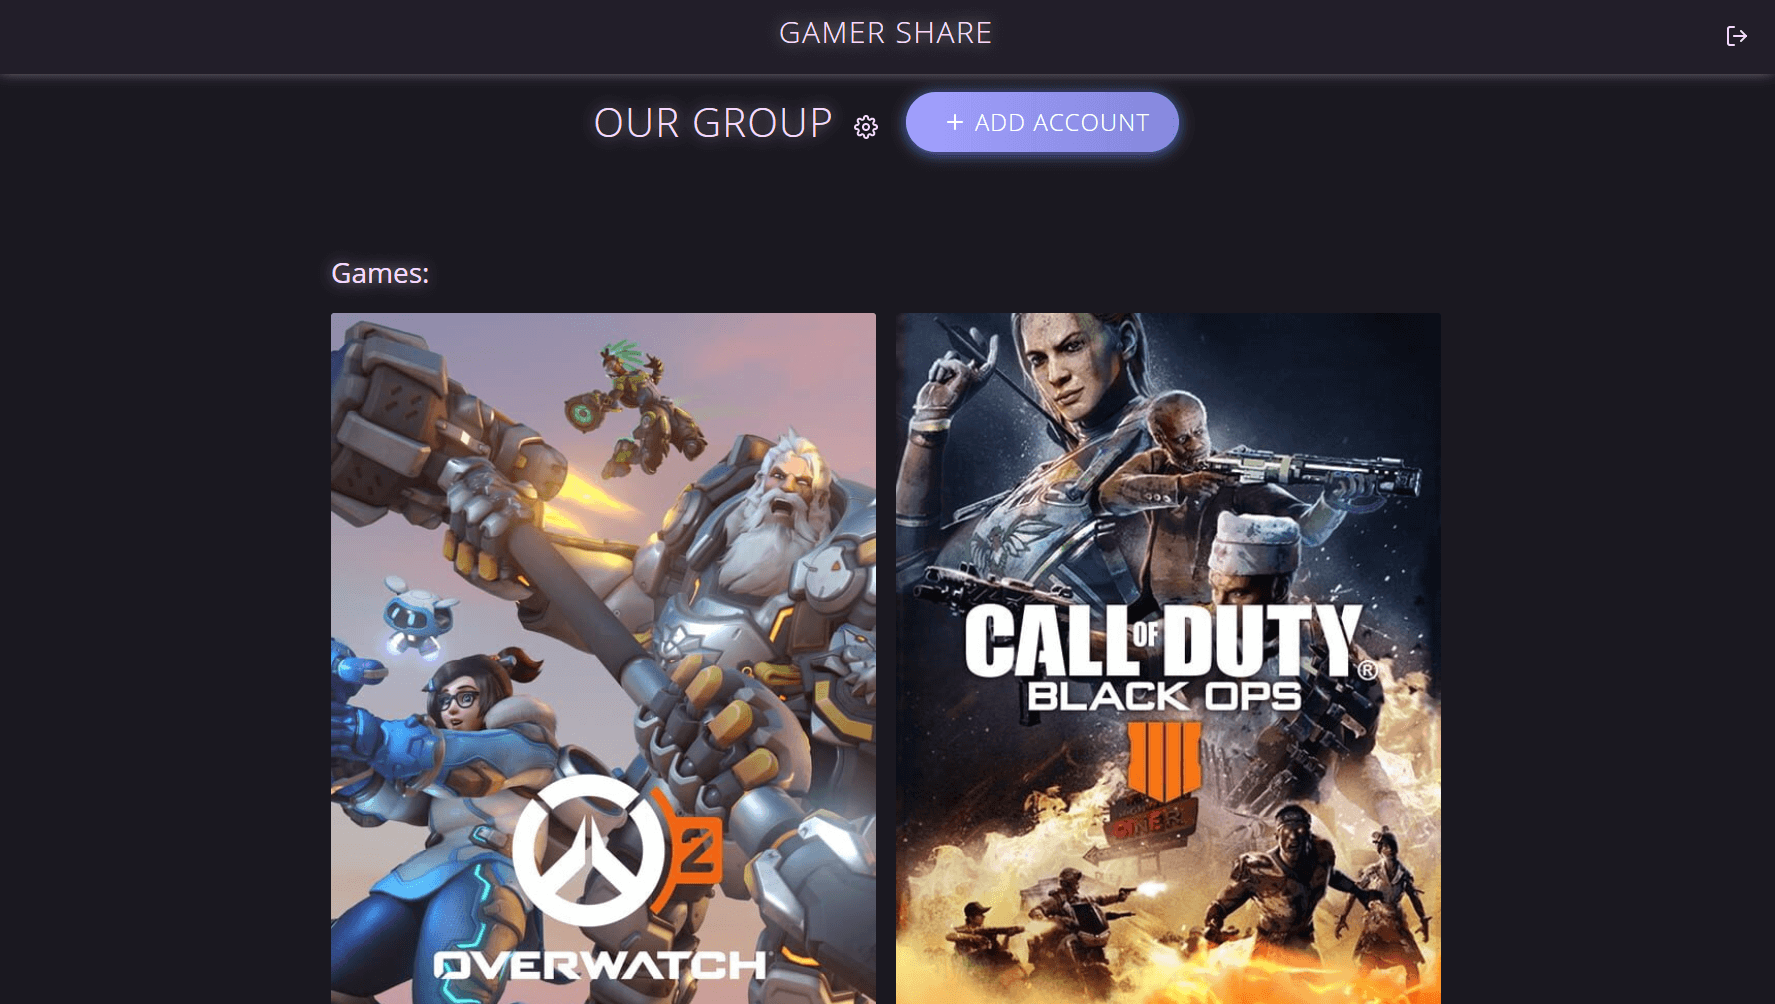 GAMER SHARE
OUR GROUP
+ ADD ACCOUNT
Games:
2
OVERWATCH
CALL OF DUTY®
BLACK OPS
IIII
DINER